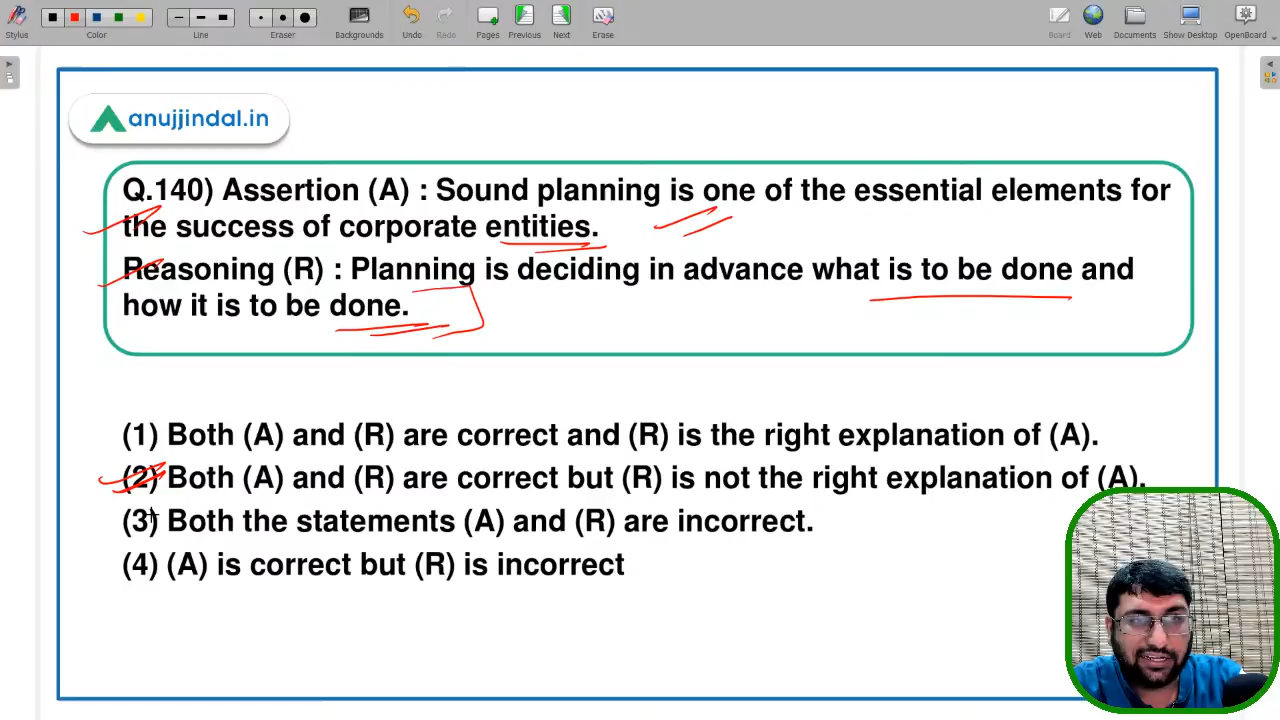 Stylus
Color
Line
Eraser
Backgrounds
Undo
Redo
Pages
Previous
Next
Erase
Board
Web
Documents
Show Desktop
OpenBoard
anujjindal.in
Q.140) Assertion (A) : Sound planning is one of the essential elements for
the success of corporate entities.
Reasoning (R) : Planning is deciding in advance what is to be done and
how it is to be done.
(1) Both (A) and (R) are correct and (R) is the right explanation of (A).
(2) Both (A) and (R) are correct but (R) is not the right explanation of (A).
(3) Both the statements (A) and (R) are incorrect.
(4) (A) is correct but (R) is incorrect